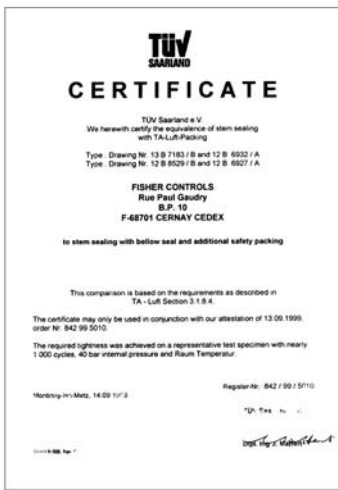 TÜV
SAARLAND
CERTIFICATE
TÜV Saarland e.V.
We herewith certify the equivalence of stem sealing
with TA-Luft-Packing
Type : Drawing Nr. 13 B 7183 / B and 12 B 6932 / A
Type : Drawing Nr. 12 B 8529 / B and 12 B 6927 / A
FISHER CONTROLS
Rue Paul Gaudry
B.P. 10
F-68701 CERNAY CEDEX
to stem sealing with bellow seal and additional safety packing
This comparison is based on the requirements as described in
TA - Luft Section 3.1.8.4.
The certificate may only be used in conjunction with our attestation of 13.09.1999.
order Nr. 842 99 5010.
The required tightness was achieved on a representative test specimen with nearly
1 000 cycles, 40 bar internal pressure and Raum Temperatur.
Register-Nr.: 842 / 99 / 5010
14.09
Dipl. Ing. J.